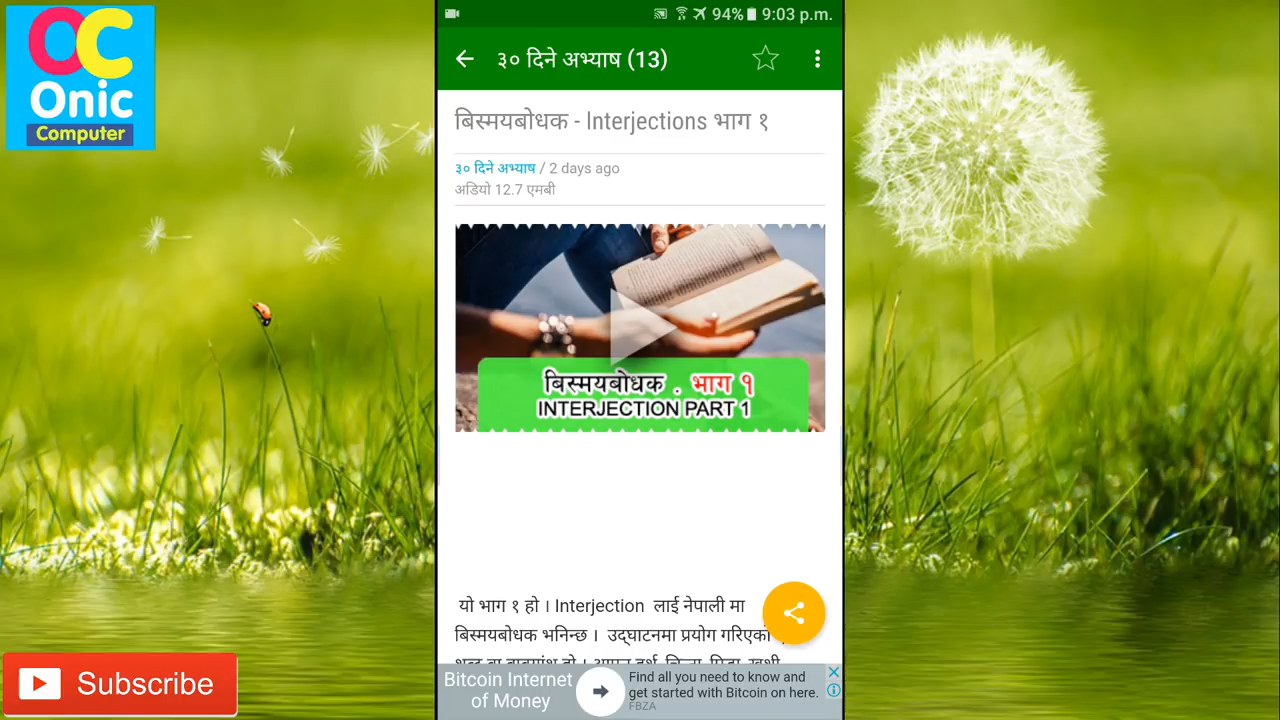 OC
Onic
Computer
94% 9:03 p.m.
३० दिने अभ्याष (13)
बिस्मयबोधक - Interjections भाग १
३० दिने अभ्याष / 2 days ago
अडियो 12.7 एमबी
बिस्मयबोधक . भाग १
INTERJECTION PART 1
यो भाग १ हो । Interjection लाई नेपाली मा
बिस्मयबोधक भनिन्छ । उद्घाटनमा प्रयोग गरिएको
Bitcoin Internet
of Money
Find all you need to know and
get started with Bitcoin on here.
FBZA
Subscribe